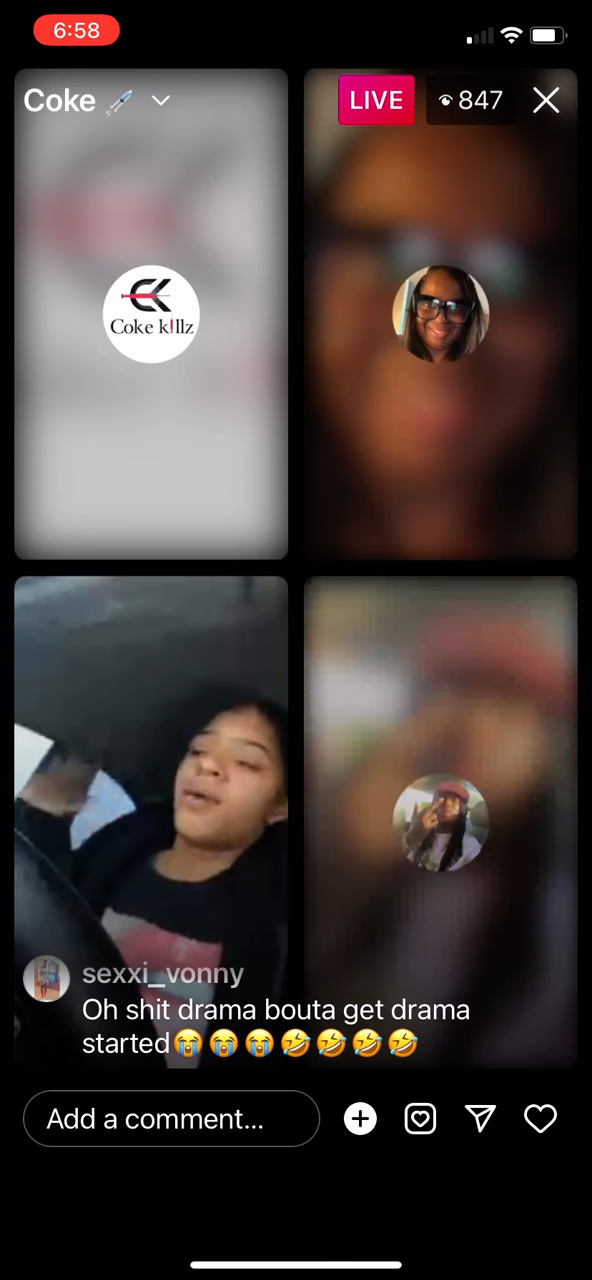 6:58
Coke
LIVE
847
Coke k!llz
sexxi_vonny
Oh shit drama bouta get drama
started😭😭😭🤣🤣🤣🤣
Add a comment...